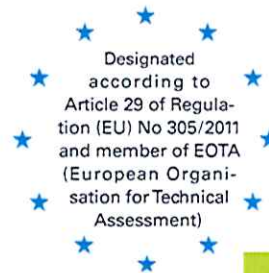 Designated
according to
Article 29 of Regula-
tion (EU) No 305/2011
and member of EOTA
(European Organi-
sation for Technical
Assessment)